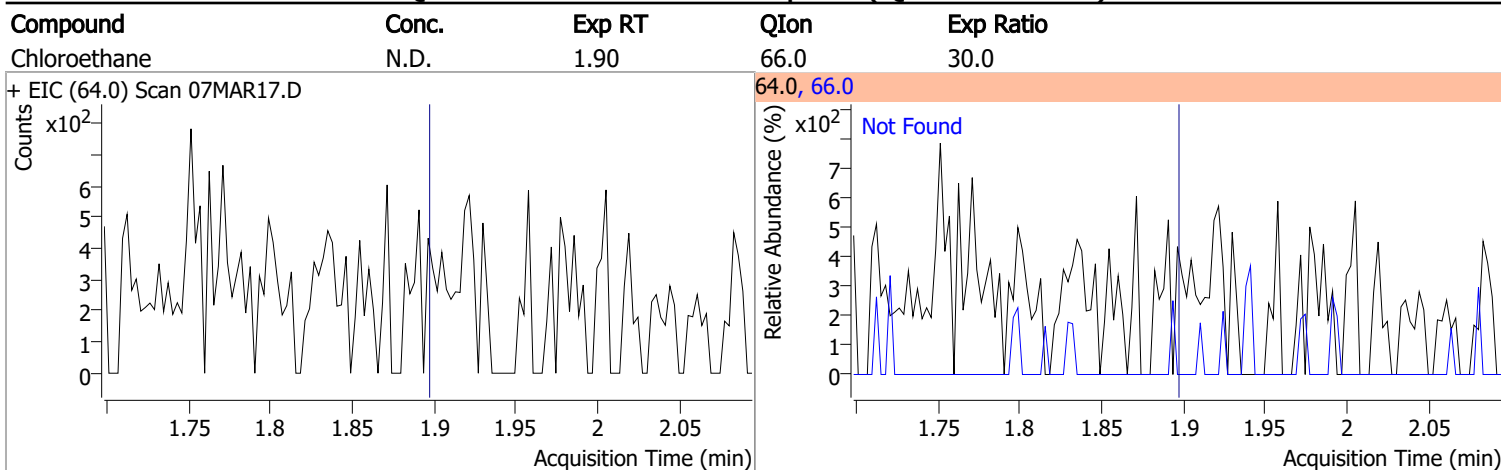 Compound Conc. Exp RT QIon Exp Ratio
Chloroethane N.D. 1.90 66.0 30.0
+ EIC (64.0) Scan 07MAR17.D
Counts
x10²
6
5
4
3
2
1
0
1.75 1.8 1.85 1.9 1.95 2 2.05
Acquisition Time (min)
64.0, 66.0
Relative Abundance (%)
x10²
Not Found
7
6
5
4
3
2
1
0
1.75 1.8 1.85 1.9 1.95 2 2.05
Acquisition Time (min)